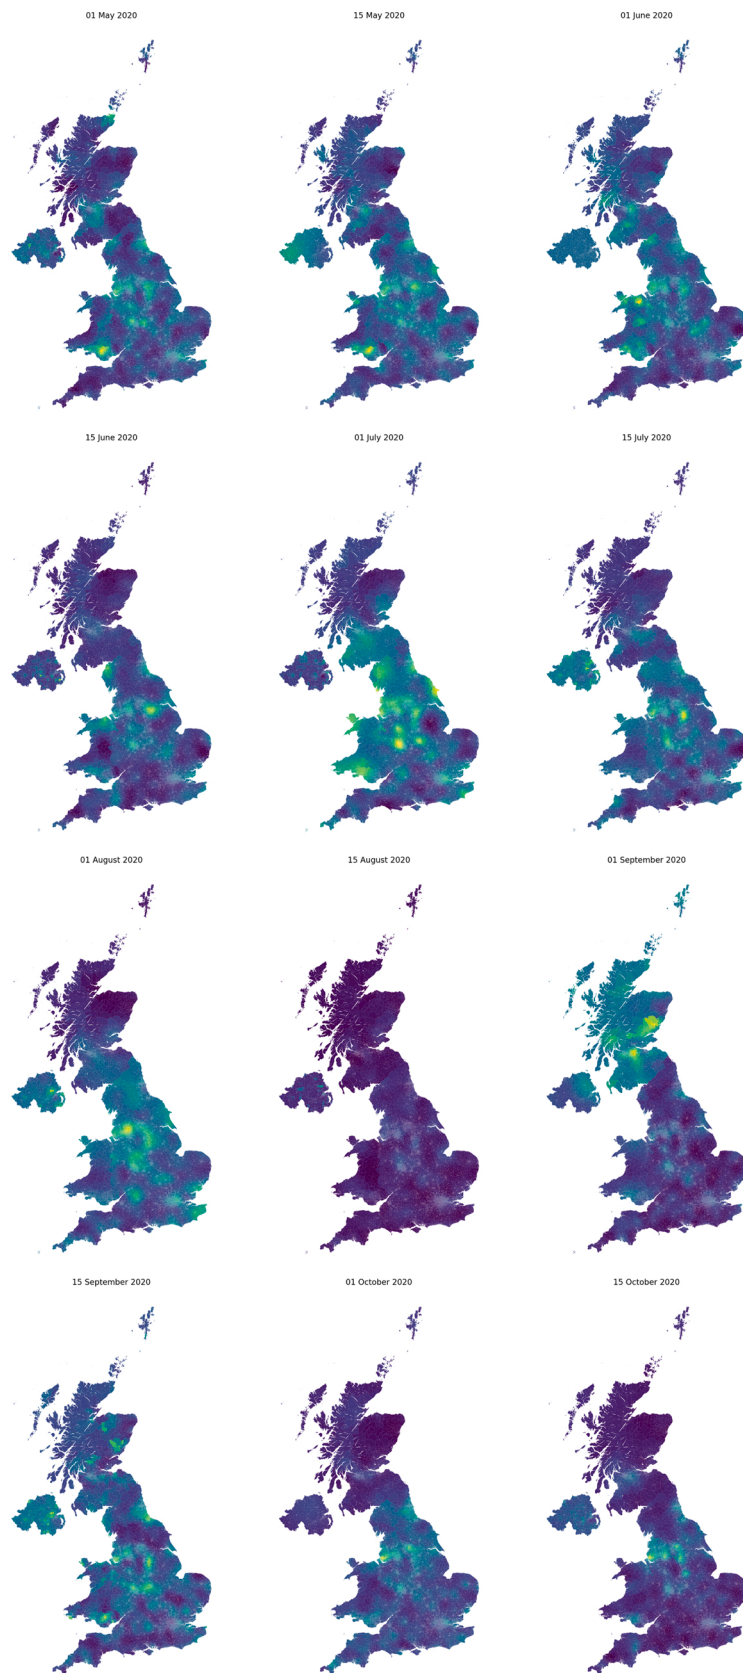 01 May 2020
15 May 2020
01 June 2020
15 June 2020
01 July 2020
15 July 2020
01 August 2020
15 August 2020
01 September 2020
15 September 2020
01 October 2020
15 October 2020